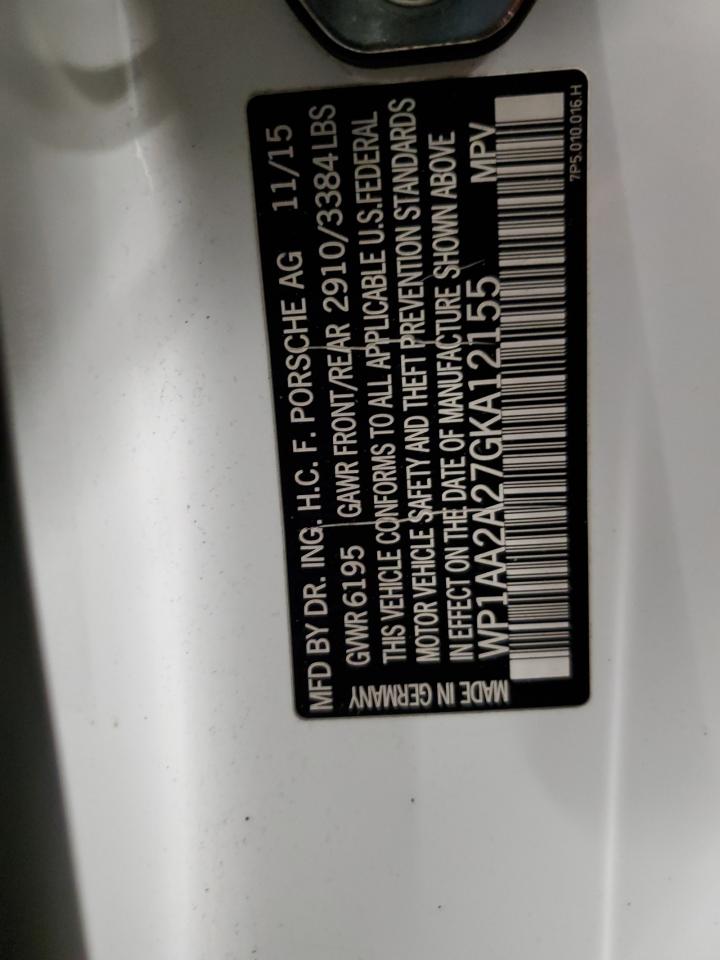 MFD BY DR. ING. H.C. F. PORSCHE AG 11/15
GVWR 6195 GAWR FRONT/REAR 2910/3384 LBS
THIS VEHICLE CONFORMS TO ALL APPLICABLE U.S.FEDERAL
MOTOR VEHICLE SAFETY AND THEFT PREVENTION STANDARDS
IN EFFECT ON THE DATE OF MANUFACTURE SHOWN ABOVE
WP1AA2A27GKA12155 MPV
MADE IN GERMANY
7P5.010.016.H